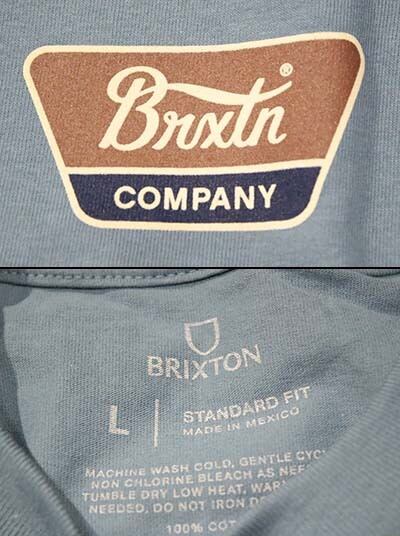 Brxtn®
COMPANY
BRIXTON
L
STANDARD FIT
MADE IN MEXICO
MACHINE WASH COLD, GENTLE
NON CHLORINE BLEACH AS
TUMBLE DRY LOW HEAT,
NEEDED, DO NOT IRON
100%